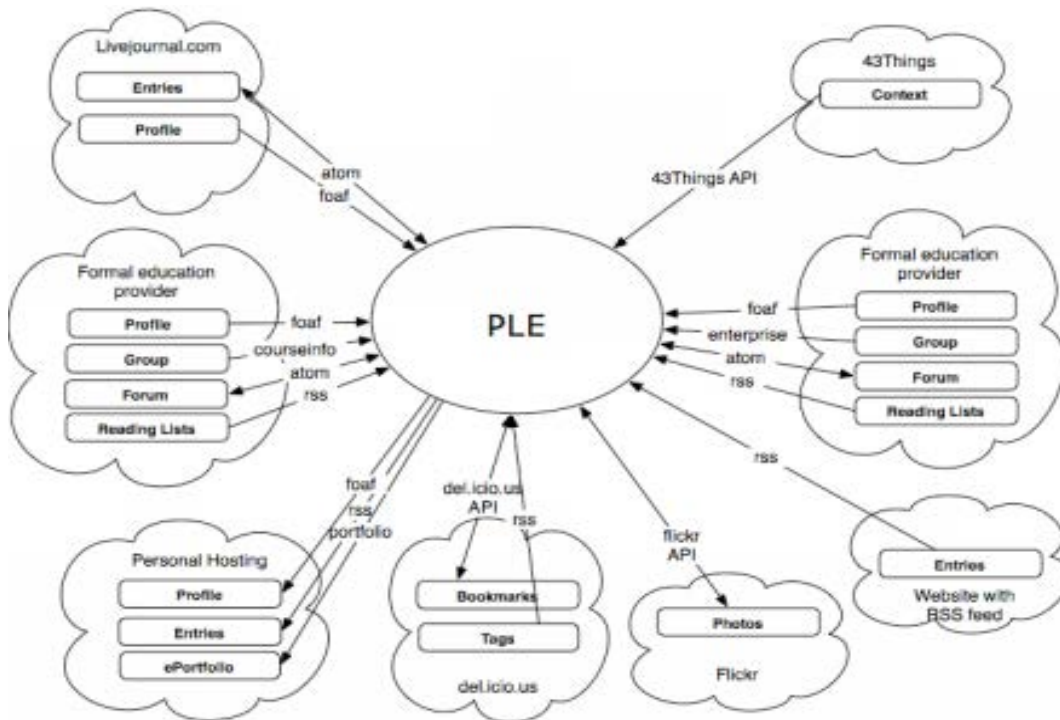 Livejournal.com
Entries
Profile
atom
foaf
43Things
Context
43Things API
Formal education
provider
Profile
Group
Forum
Reading Lists
foaf
courseinfo
atom
rss
PLE
Formal education
provider
Profile
Group
Forum
Reading Lists
foaf
enterprise
atom
rss
foaf
rss
portfolio
Personal Hosting
Profile
Entries
ePortfolio
del.icio.us
API
rss
Bookmarks
Tags
del.icio.us
flickr
API
Photos
Flickr
rss
Entries
Website with
RSS feed